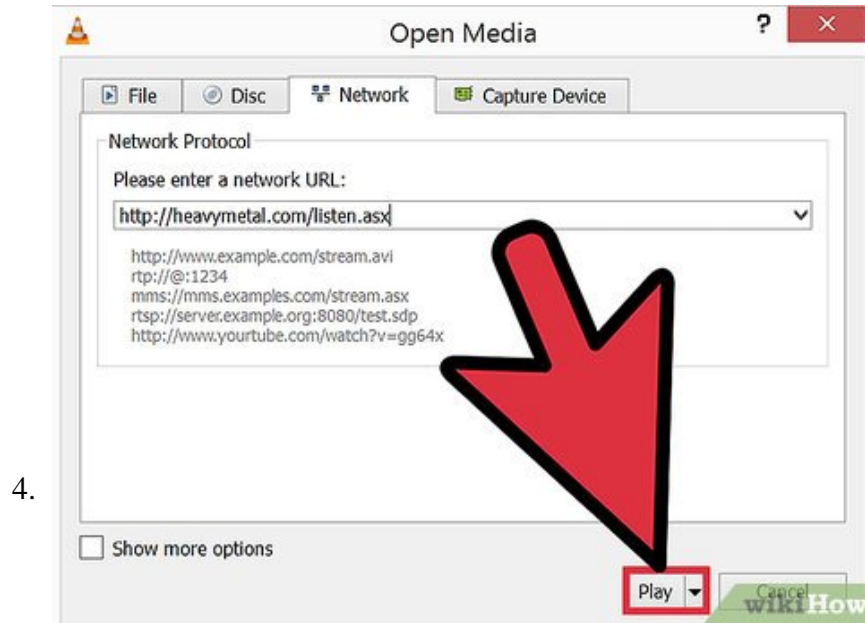 Open Media
?
File Disc Network Capture Device
Network Protocol
Please enter a network URL:
http://heavymetal.com/listen.asx
http://www.example.com/stream.avi
rtp://@:1234
mms://mms.examples.com/stream.asx
rtsp://server.example.org:8080/test.sdp
http://www.yourtube.com/watch?v=gg64x
4.
Show more options
Play Cancel
wikiHow